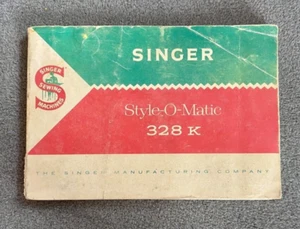 SINGER
SINGER
SEWING
MACHINES
Style-O-Matic
328 K
THE SINGER MANUFACTURING COMPANY